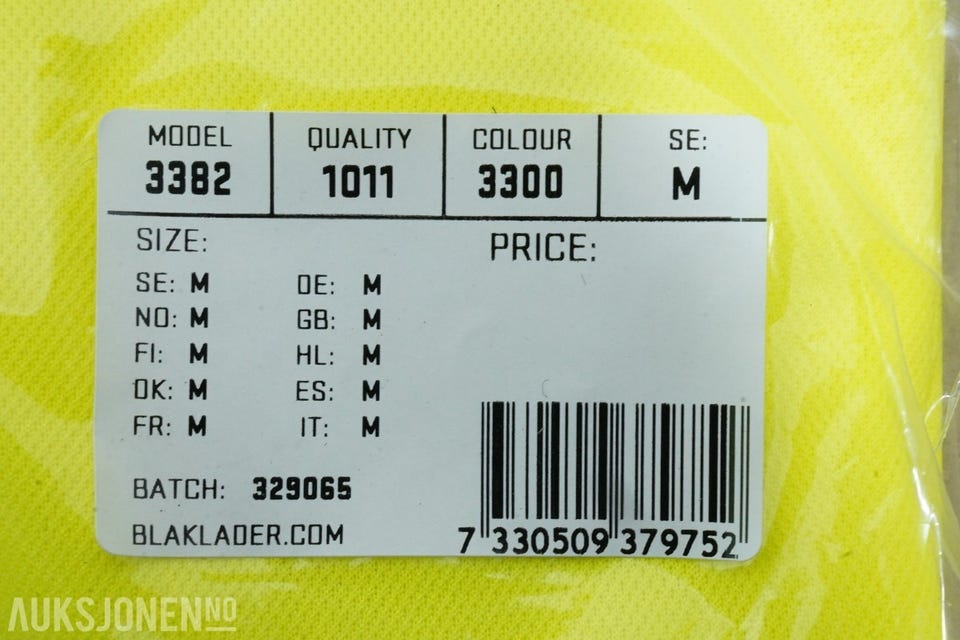 MODEL QUALITY COLOUR SE:
3382 1011 3300 M
SIZE: PRICE:
SE: M DE: M
NO: M GB: M
FI: M HL: M
DK: M ES: M
FR: M IT: M
BATCH: 329065
BLAKLADER.COM
7 330509 379752
AUKSJONEN NO